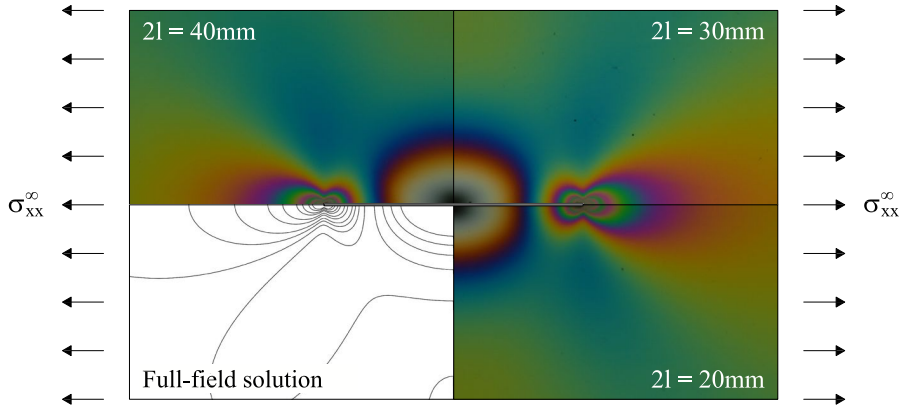 2l = 40mm
2l = 30mm
σ∞xx
σ∞xx
Full-field solution
2l = 20mm